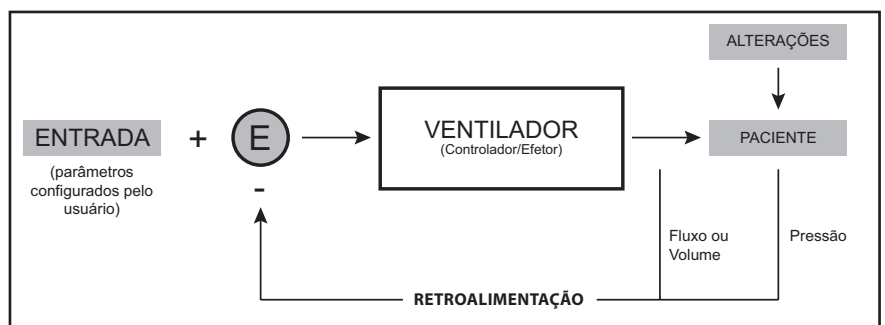 ALTERAÇÕES
ENTRADA
+
E
VENTILADOR
(Controlador/Efetor)
PACIENTE
(parâmetros
configurados pelo
usuário)
-
Fluxo ou
Volume
Pressão
RETROALIMENTAÇÃO